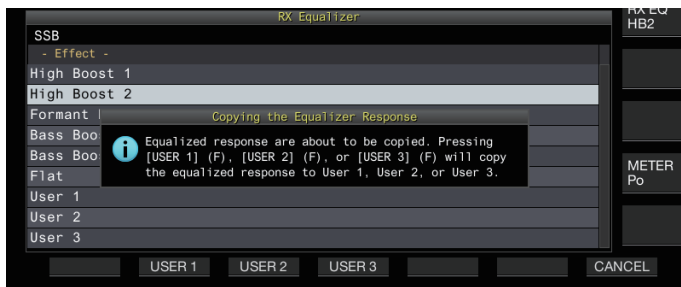 RX Equalizer
RX EQ
HB2
SSB
- Effect -
High Boost 1
High Boost 2
Formant
Copying the Equalizer Response
Bass Boo
Equalized response are about to be copied. Pressing
[USER 1] (F), [USER 2] (F), or [USER 3] (F) will copy
the equalized response to User 1, User 2, or User 3.
Bass Boo
Flat
METER
Po
User 1
User 2
User 3
USER 1
USER 2
USER 3
CANCEL